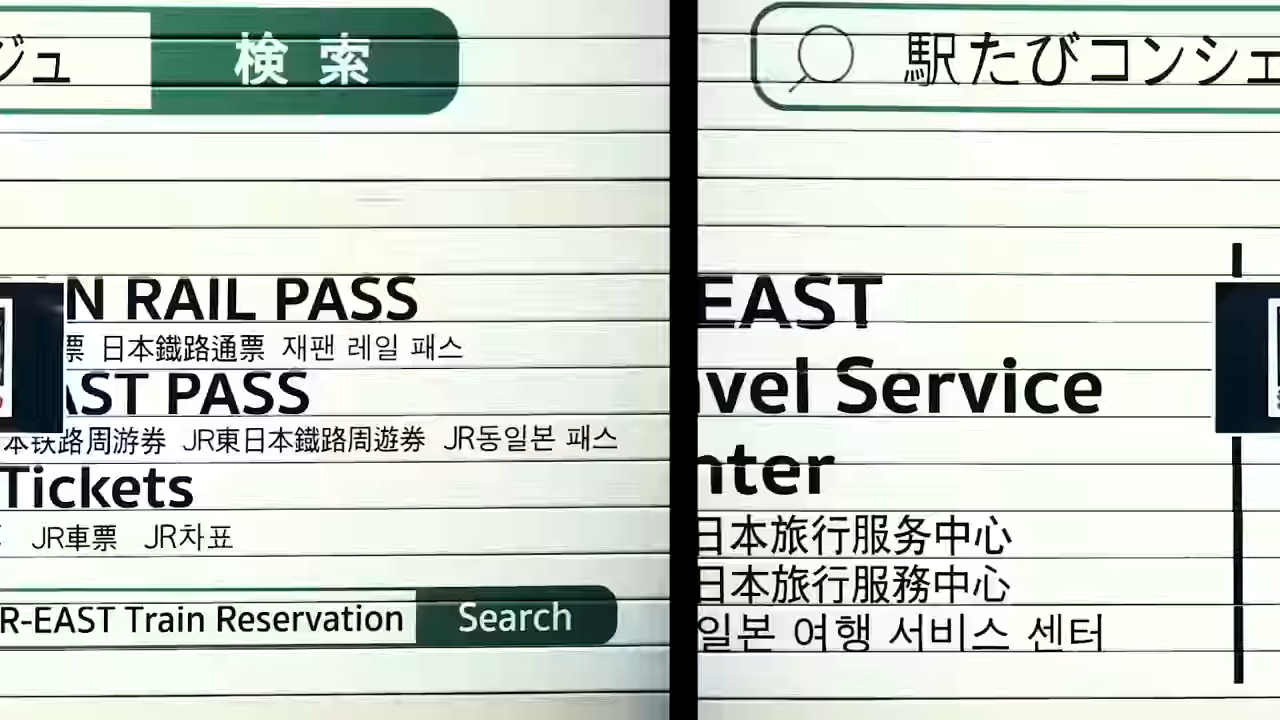 ジュ 検索
N RAIL PASS
票 日本鐵路通票 재팬 레일 패스
AST PASS
本铁路周游券 JR東日本鐵路周遊券 JR동일본 패스
Tickets
JR車票 JR차표
R-EAST Train Reservation Search
駅たびコンシェ
EAST
vel Service
nter
日本旅行服务中心
日本旅行服務中心
일본 여행 서비스 센터